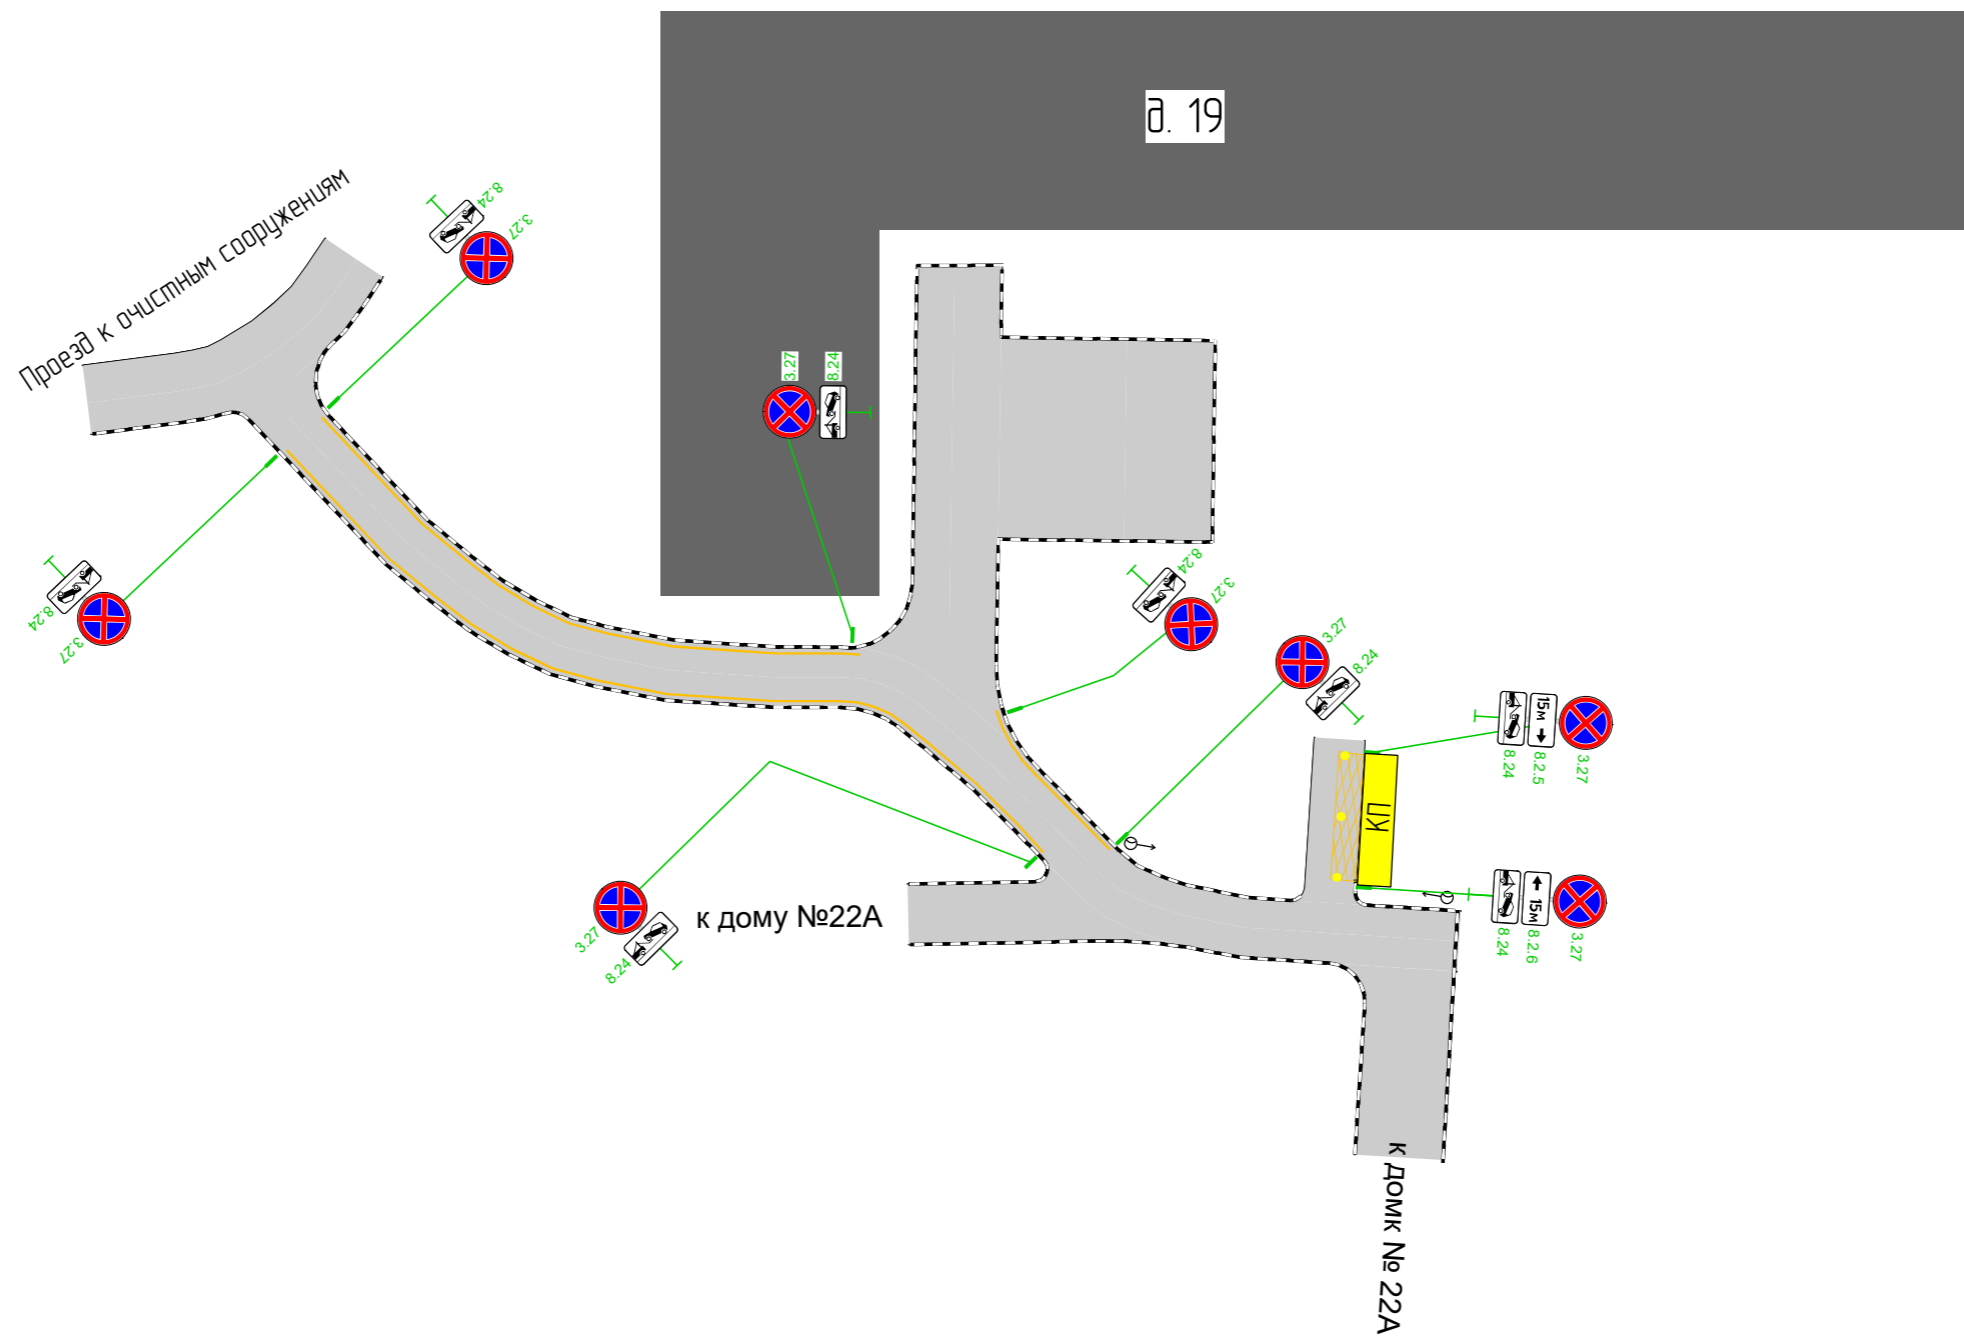 д. 19
Проезд к очистным сооружениям
8.24
3.27
3.27
8.24
8.24
3.27
8.24
3.27
3.27
8.24
15м
8.24
8.2.5
3.27
КП
15м
8.24
8.2.6
3.27
3.27
8.24
к дому №22А
к домк № 22А